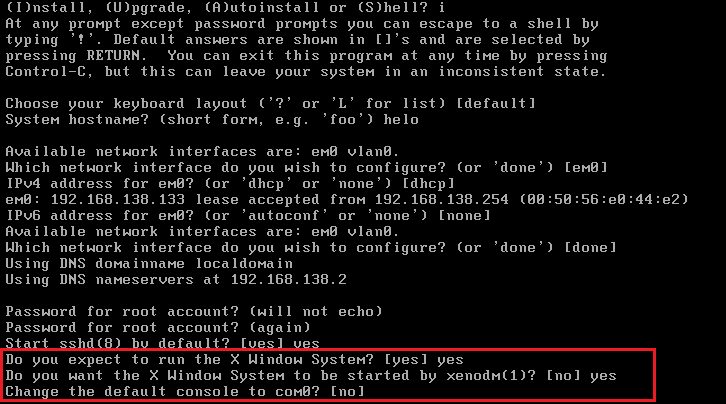 (I)nstall, (U)pgrade, (A)utoinstall or (S)hell? i
At any prompt except password prompts you can escape to a shell by
typing '!'. Default answers are shown in []'s and are selected by
pressing RETURN.  You can exit this program at any time by pressing
Control-C, but this can leave your system in an inconsistent state.
Choose your keyboard layout ('?' or 'L' for list) [default]
System hostname? (short form, e.g. 'foo') helo
Available network interfaces are: em0 vlan0.
Which network interface do you wish to configure? (or 'done') [em0]
IPv4 address for em0? (or 'dhcp' or 'none') [dhcp]
em0: 192.168.138.133 lease accepted from 192.168.138.254 (00:50:56:e0:44:e2)
IPv6 address for em0? (or 'autoconf' or 'none') [none]
Available network interfaces are: em0 vlan0.
Which network interface do you wish to configure? (or 'done') [done]
Using DNS domainname localdomain
Using DNS nameservers at 192.168.138.2
Password for root account? (will not echo)
Password for root account? (again)
Start sshd(8) by default? [yes] yes
Do you expect to run the X Window System? [yes] yes
Do you want the X Window System to be started by xenodm(1)? [no] yes
Change the default console to com0? [no]